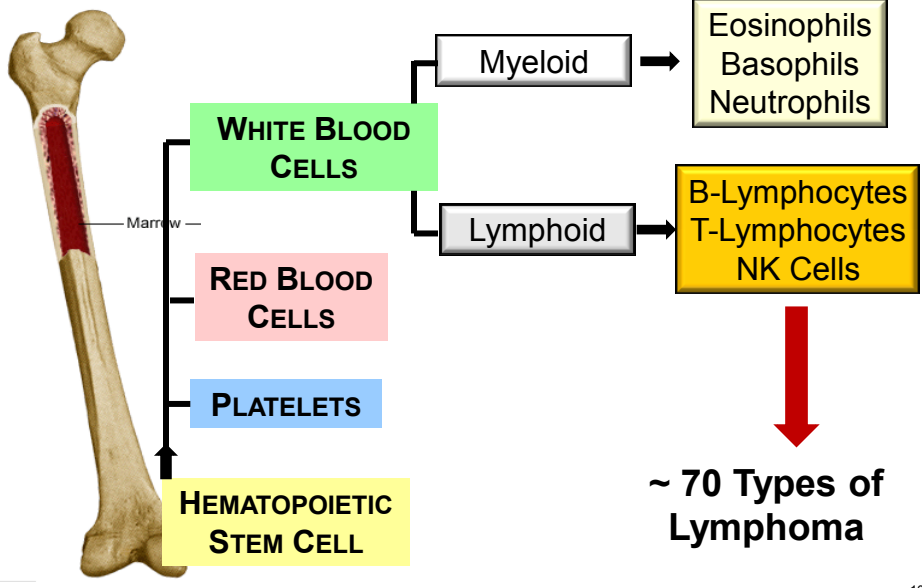 Eosinophils
Basophils
Neutrophils
Myeloid
WHITE BLOOD
CELLS
B-Lymphocytes
T-Lymphocytes
NK Cells
Lymphoid
Marrow
RED BLOOD
CELLS
PLATELETS
~ 70 Types of
Lymphoma
HEMATOPOIETIC
STEM CELL